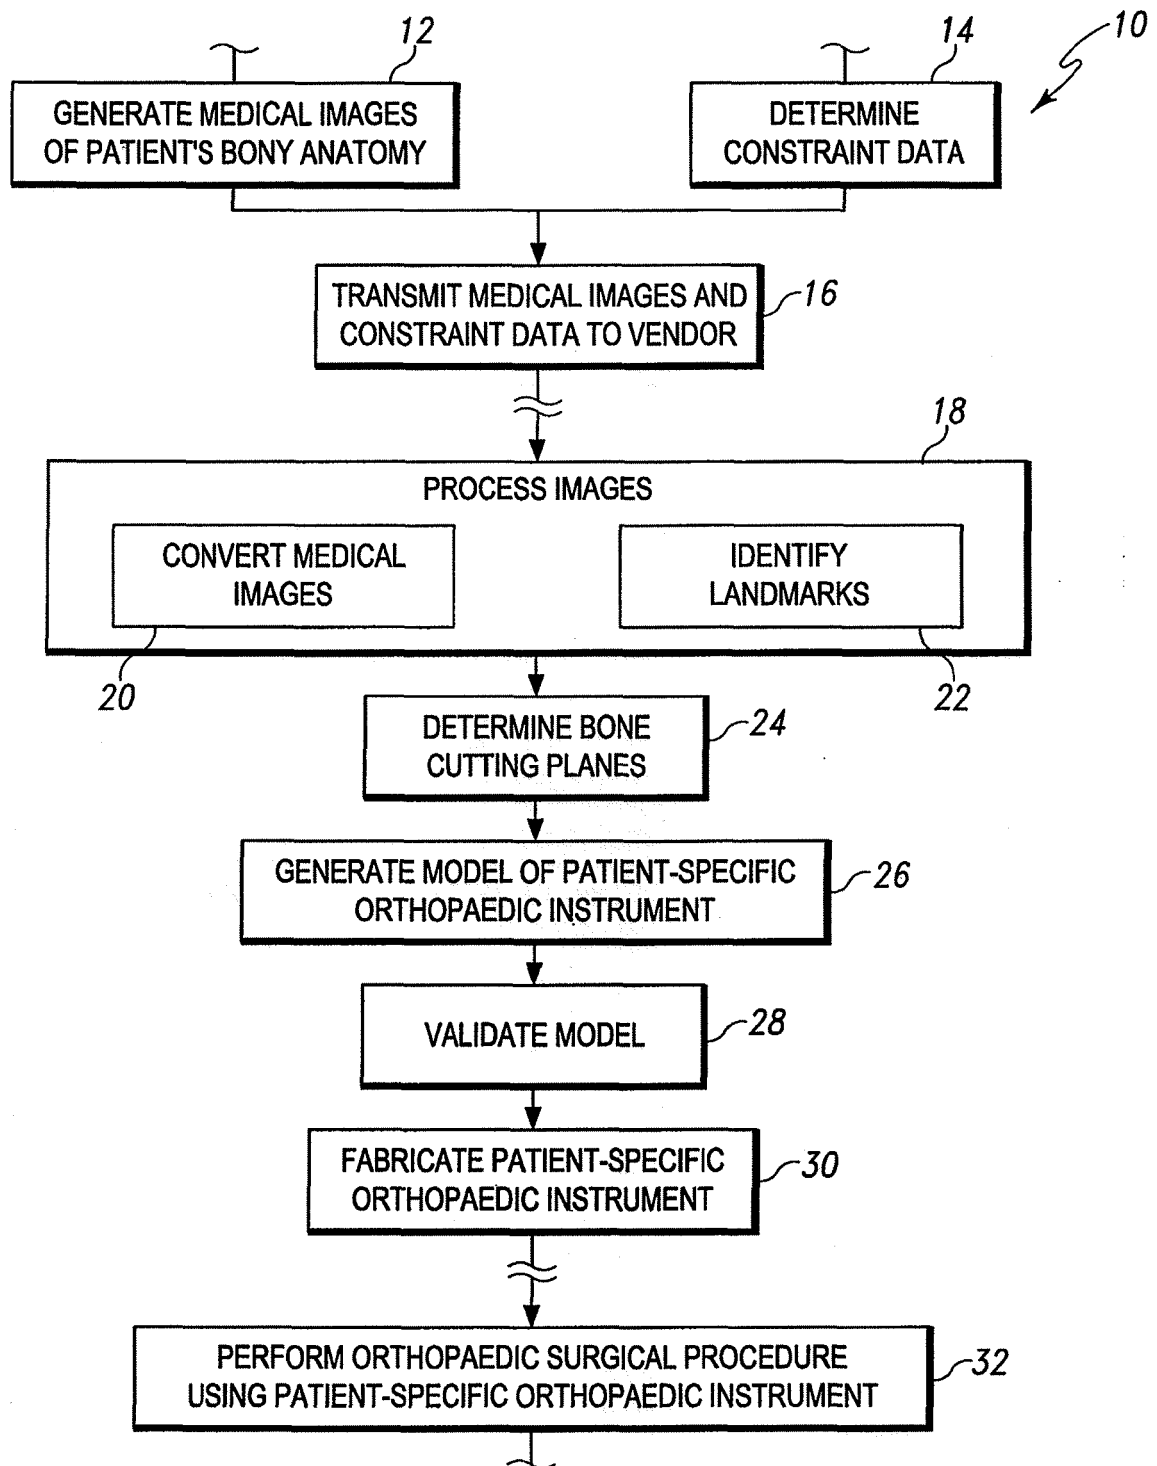 12
14
10
GENERATE MEDICAL IMAGES
OF PATIENT'S BONY ANATOMY
DETERMINE
CONSTRAINT DATA
TRANSMIT MEDICAL IMAGES AND
CONSTRAINT DATA TO VENDOR
16
18
PROCESS IMAGES
CONVERT MEDICAL
IMAGES
IDENTIFY
LANDMARKS
20
22
DETERMINE BONE
CUTTING PLANES
24
GENERATE MODEL OF PATIENT-SPECIFIC
ORTHOPAEDIC INSTRUMENT
26
VALIDATE MODEL
28
FABRICATE PATIENT-SPECIFIC
ORTHOPAEDIC INSTRUMENT
30
PERFORM ORTHOPAEDIC SURGICAL PROCEDURE
USING PATIENT-SPECIFIC ORTHOPAEDIC INSTRUMENT
32